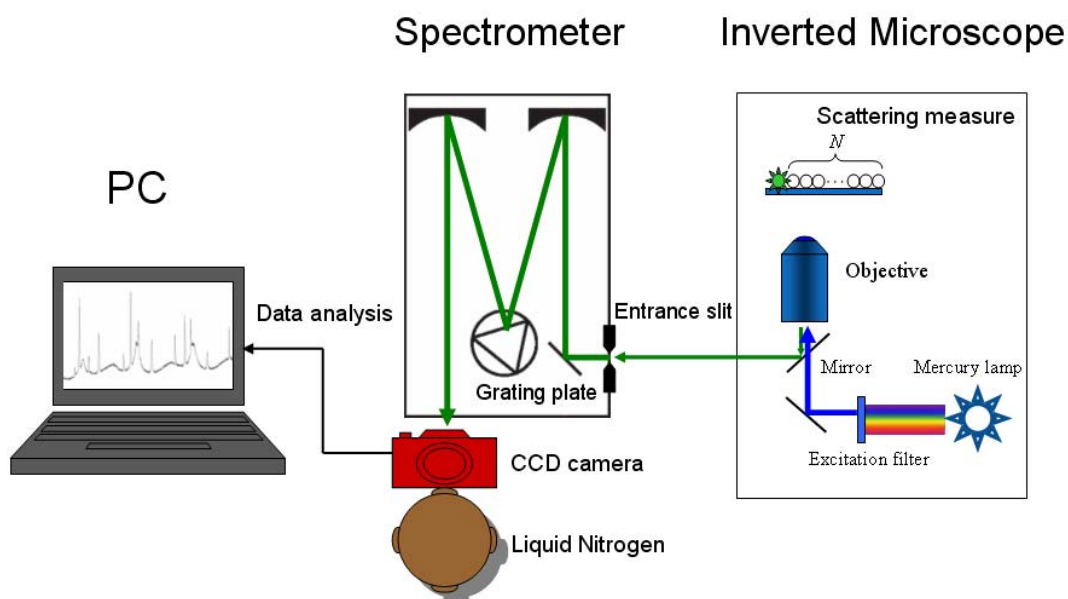 Spectrometer
Inverted Microscope
Scattering measure
N
PC
Objective
Data analysis
Entrance slit
Grating plate
Mirror
Mercury lamp
Excitation filter
CCD camera
Liquid Nitrogen